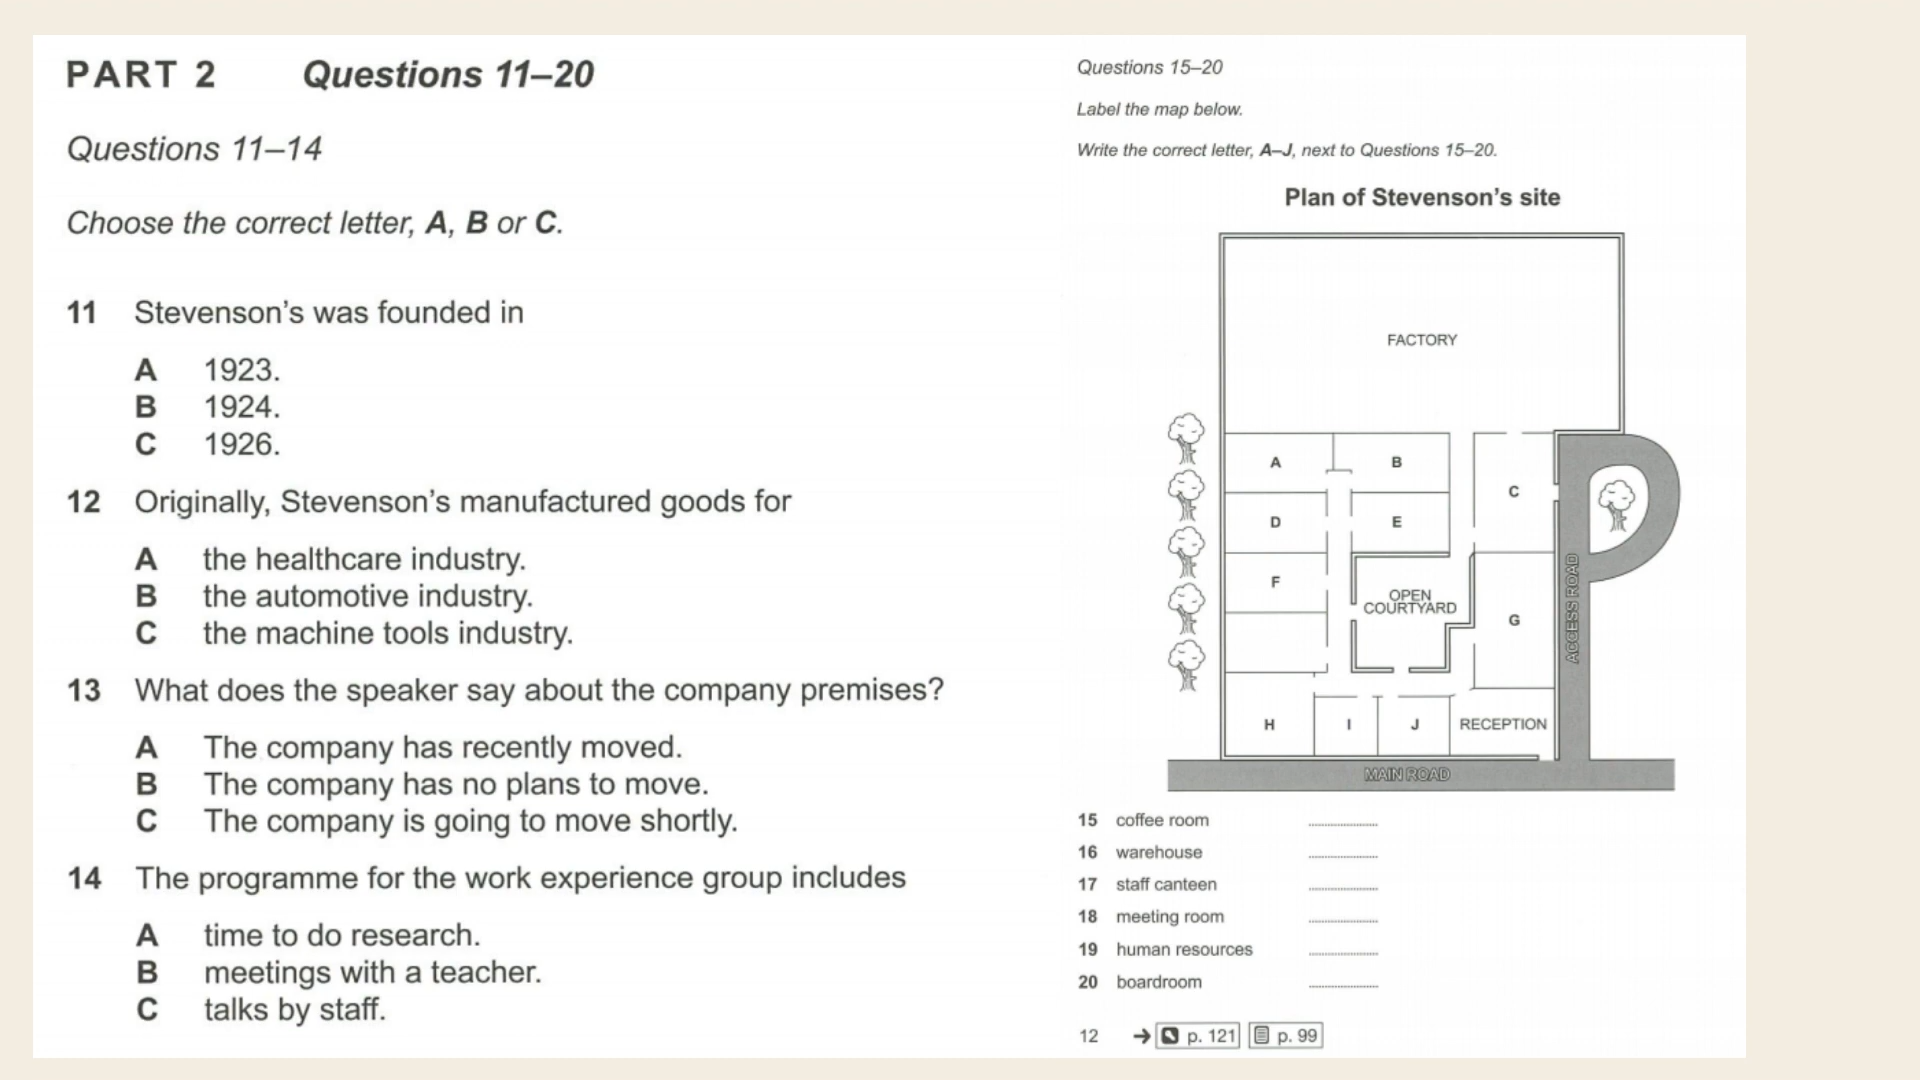 PART 2 Questions 11–20
Questions 11–14
Choose the correct letter, A, B or C.
11 Stevenson's was founded in
A 1923.
B 1924.
C 1926.
12 Originally, Stevenson's manufactured goods for
A the healthcare industry.
B the automotive industry.
C the machine tools industry.
13 What does the speaker say about the company premises?
A The company has recently moved.
B The company has no plans to move.
C The company is going to move shortly.
14 The programme for the work experience group includes
A time to do research.
B meetings with a teacher.
C talks by staff.
Questions 15–20
Label the map below.
Write the correct letter, A–J, next to Questions 15–20.
Plan of Stevenson's site
FACTORY
A B
C
D E
F
OPEN
COURTYARD
G
ACCESS ROAD
H I J RECEPTION
MAIN ROAD
15 coffee room ....................
16 warehouse ....................
17 staff canteen ....................
18 meeting room ....................
19 human resources ....................
20 boardroom ....................
12 → p. 121 p. 99